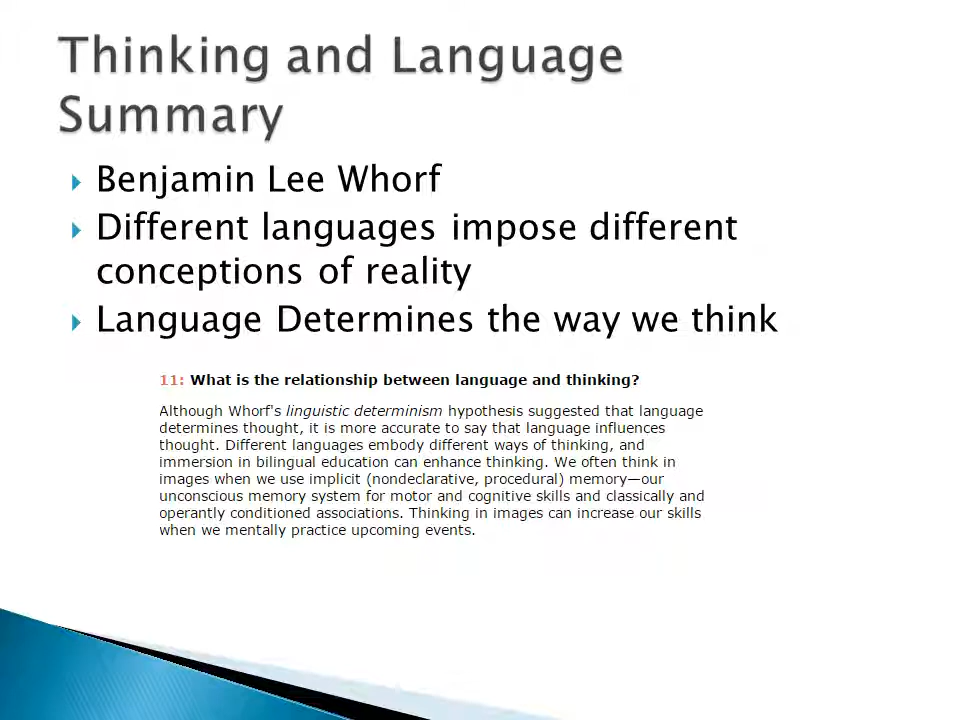 Thinking and Language
Summary
Benjamin Lee Whorf
Different languages impose different
conceptions of reality
Language Determines the way we think
11: What is the relationship between language and thinking?
Although Whorf's linguistic determinism hypothesis suggested that language
determines thought, it is more accurate to say that language influences
thought. Different languages embody different ways of thinking, and
immersion in bilingual education can enhance thinking. We often think in
images when we use implicit (nondeclarative, procedural) memory—our
unconscious memory system for motor and cognitive skills and classically and
operantly conditioned associations. Thinking in images can increase our skills
when we mentally practice upcoming events.